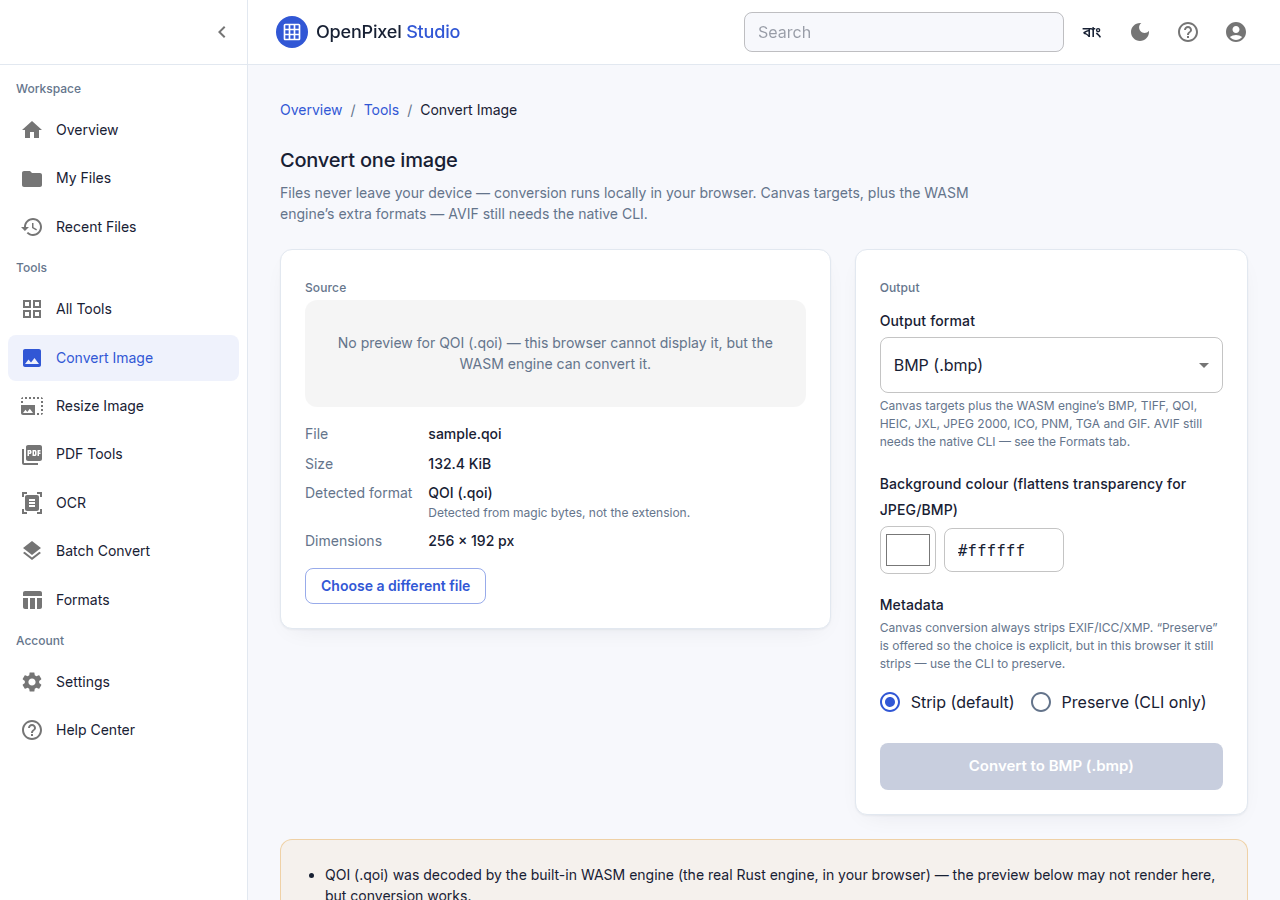 OpenPixel Studio
Search
বাং
Workspace
Overview
My Files
Recent Files
Tools
All Tools
Convert Image
Resize Image
PDF Tools
OCR
Batch Convert
Formats
Account
Settings
Help Center
Overview / Tools / Convert Image
Convert one image
Files never leave your device — conversion runs locally in your browser. Canvas targets, plus the WASM
engine’s extra formats — AVIF still needs the native CLI.
Source
No preview for QOI (.qoi) — this browser cannot display it, but the
WASM engine can convert it.
File sample.qoi
Size 132.4 KiB
Detected format QOI (.qoi)
Detected from magic bytes, not the extension.
Dimensions 256 × 192 px
Choose a different file
Output
Output format
BMP (.bmp)
Canvas targets plus the WASM engine’s BMP, TIFF, QOI,
HEIC, JXL, JPEG 2000, ICO, PNM, TGA and GIF. AVIF still
needs the native CLI — see the Formats tab.
Background colour (flattens transparency for
JPEG/BMP)
#ffffff
Metadata
Canvas conversion always strips EXIF/ICC/XMP. “Preserve”
is offered so the choice is explicit, but in this browser it still
strips — use the CLI to preserve.
Strip (default) Preserve (CLI only)
Convert to BMP (.bmp)
• QOI (.qoi) was decoded by the built-in WASM engine (the real Rust engine, in your browser) — the preview below may not render here,
but conversion works.